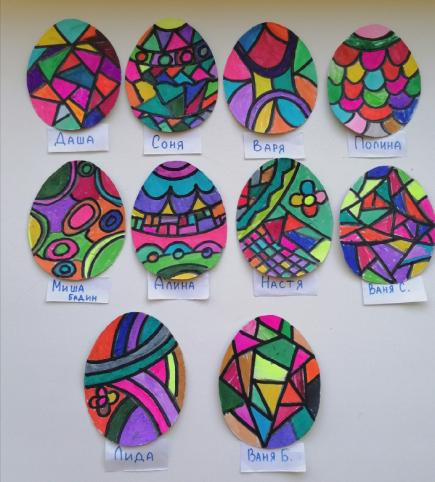 Даша
Соня
Варя
Полина
Миша
Бадин
Алина
Настя
Ваня С.
Лида
Ваня Б.